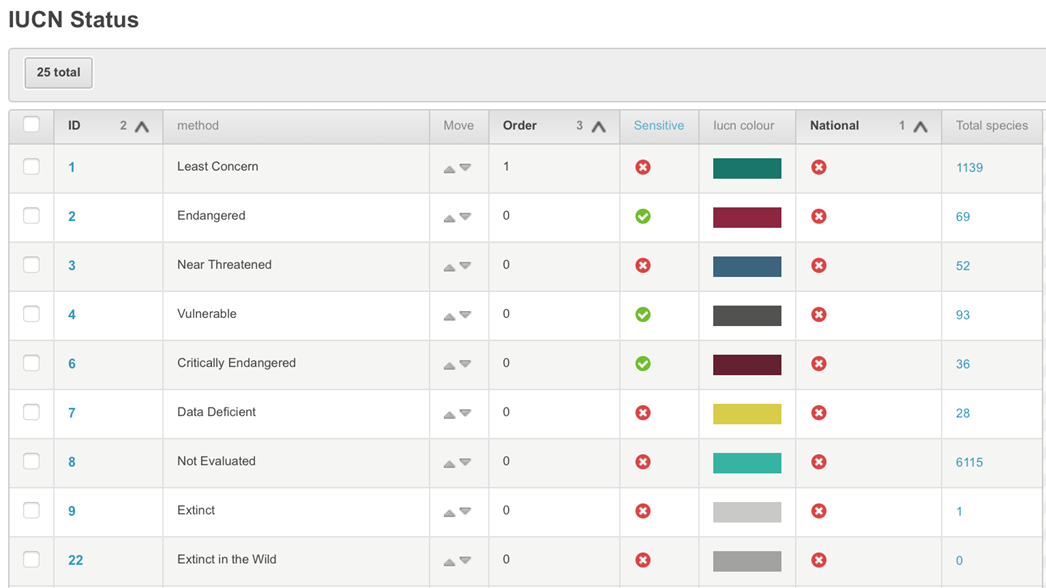 IUCN Status
25 total
ID 2 method Move Order 3 Sensitive Iucn colour National 1 Total species
1 Least Concern 1 1139
2 Endangered 0 69
3 Near Threatened 0 52
4 Vulnerable 0 93
6 Critically Endangered 0 36
7 Data Deficient 0 28
8 Not Evaluated 0 6115
9 Extinct 0 1
22 Extinct in the Wild 0 0